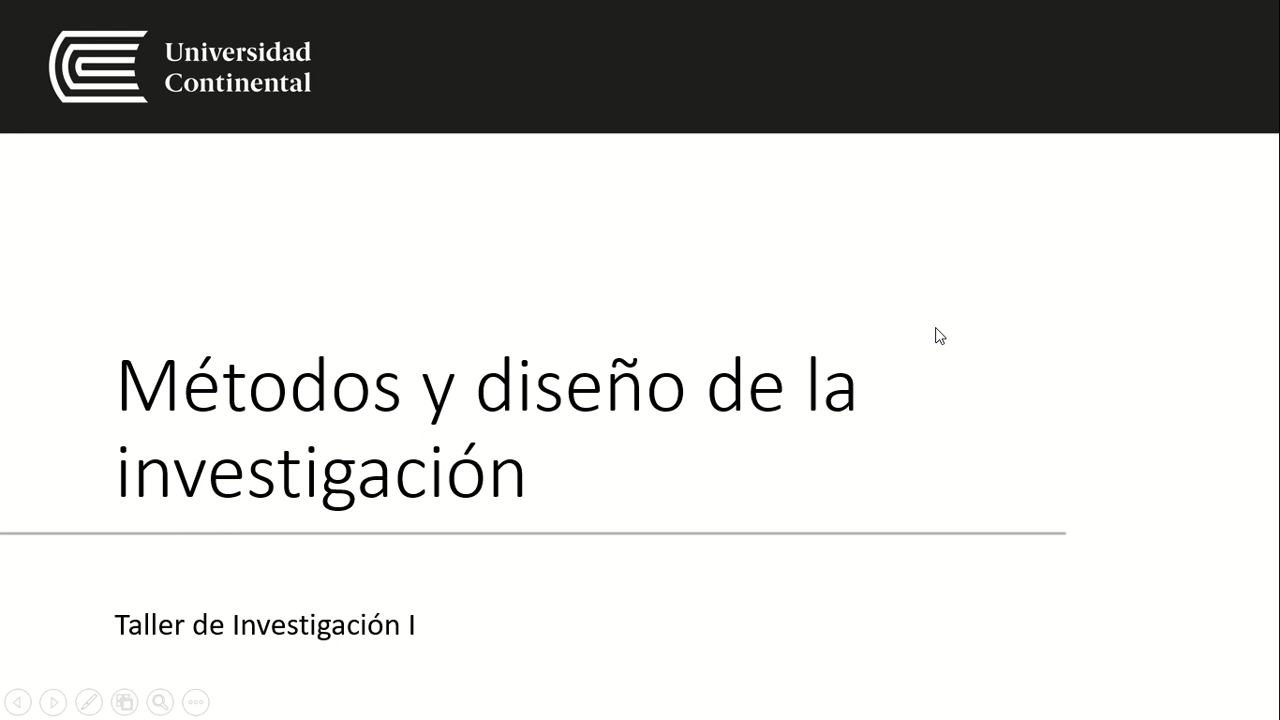 Universidad
Continental
Métodos y diseño de la
investigación
Taller de Investigación I